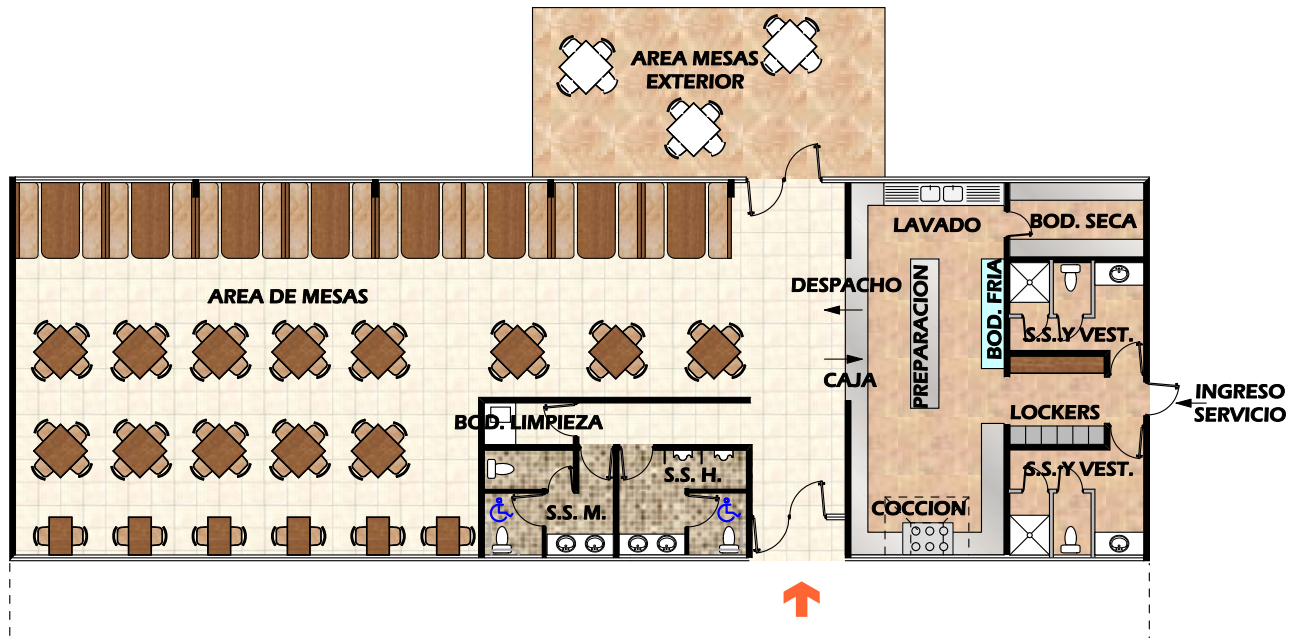 AREA MESAS
EXTERIOR
LAVADO
BOD. SECA
DESPACHO
AREA DE MESAS
PREPARACION
BOD. FRIA
S.S. Y VEST.
CAJA
INGRESO
SERVICIO
LOCKERS
BOD. LIMPIEZA
S.S. H.
S.S. Y VEST.
S.S. M.
COCCION